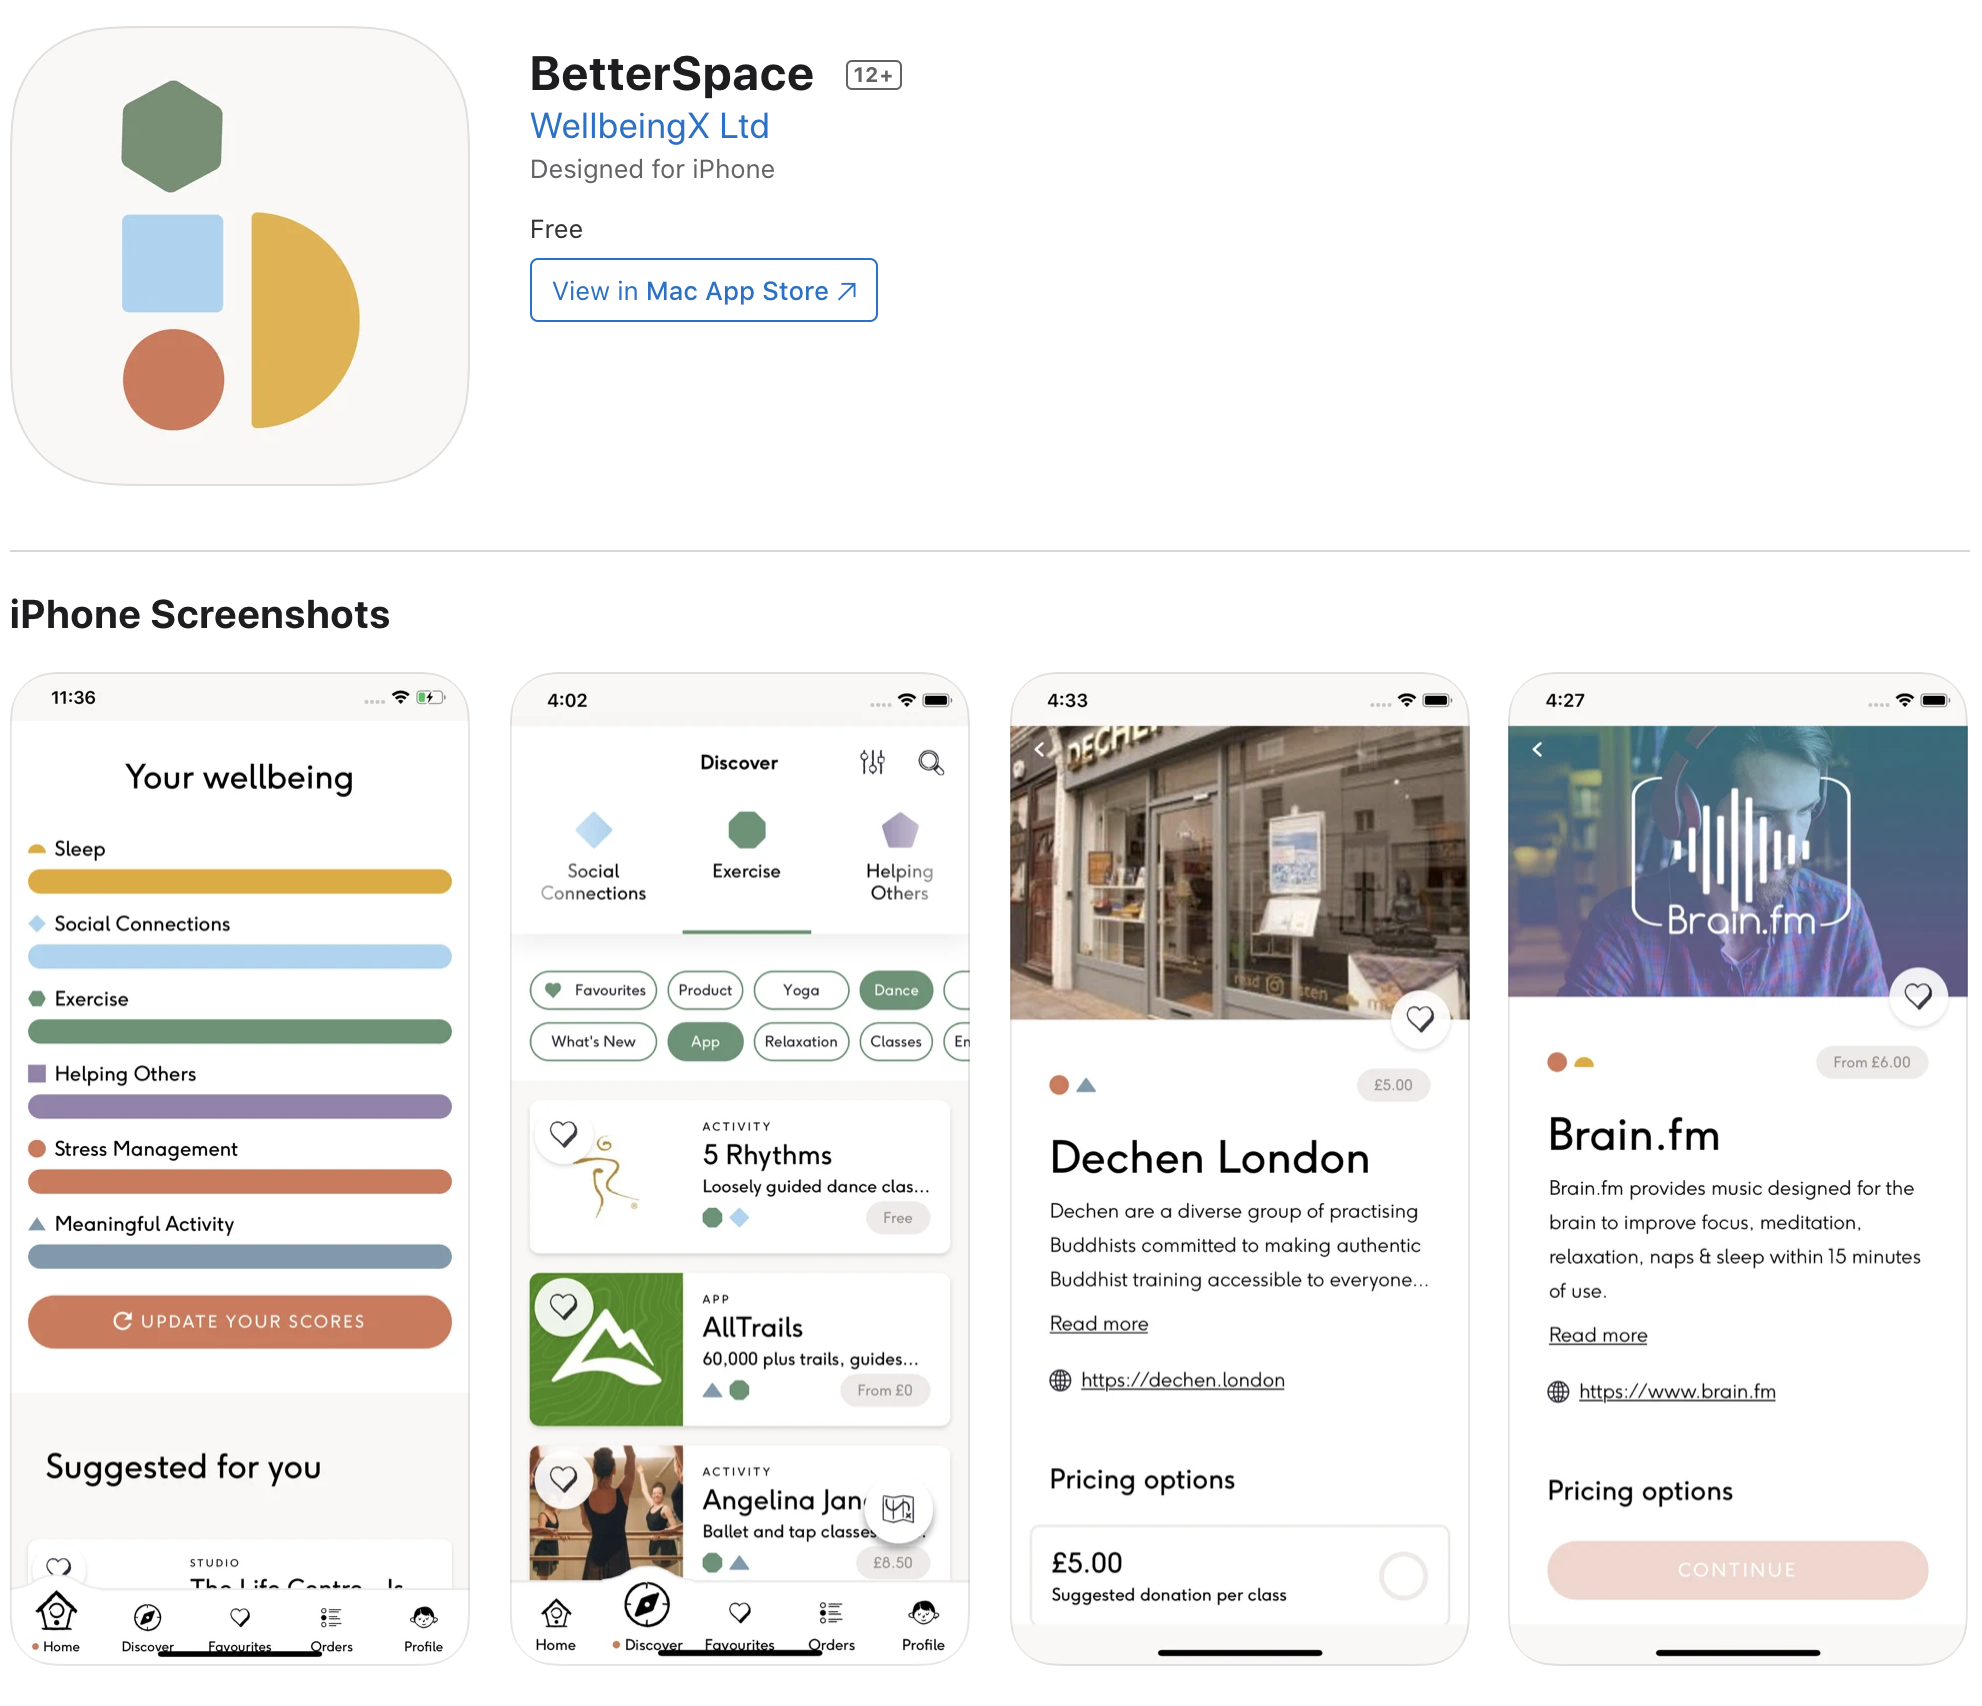 BetterSpace 12+
WellbeingX Ltd
Designed for iPhone
Free
View in Mac App Store
iPhone Screenshots
11:36
Your wellbeing
Sleep
Social Connections
Exercise
Helping Others
Stress Management
Meaningful Activity
UPDATE YOUR SCORES
Suggested for you
STUDIO
The Life Centre
Home Discover Favourites Orders Profile
4:02
Discover
Social Connections
Exercise
Helping Others
Favourites Product Yoga Dance
What's New App Relaxation Classes En
ACTIVITY
5 Rhythms
Loosely guided dance clas...
Free
APP
AllTrails
60,000 plus trails, guides...
From £0
ACTIVITY
Angelina Jan
Ballet and tap classes
£8.50
Home Discover Favourites Orders Profile
4:33
DECHEN
£5.00
Dechen London
Dechen are a diverse group of practising
Buddhists committed to making authentic
Buddhist training accessible to everyone...
Read more
https://dechen.london
Pricing options
£5.00
Suggested donation per class
4:27
Brain.fm
From £6.00
Brain.fm
Brain.fm provides music designed for the
brain to improve focus, meditation,
relaxation, naps & sleep within 15 minutes
of use.
Read more
https://www.brain.fm
Pricing options
CONTINUE